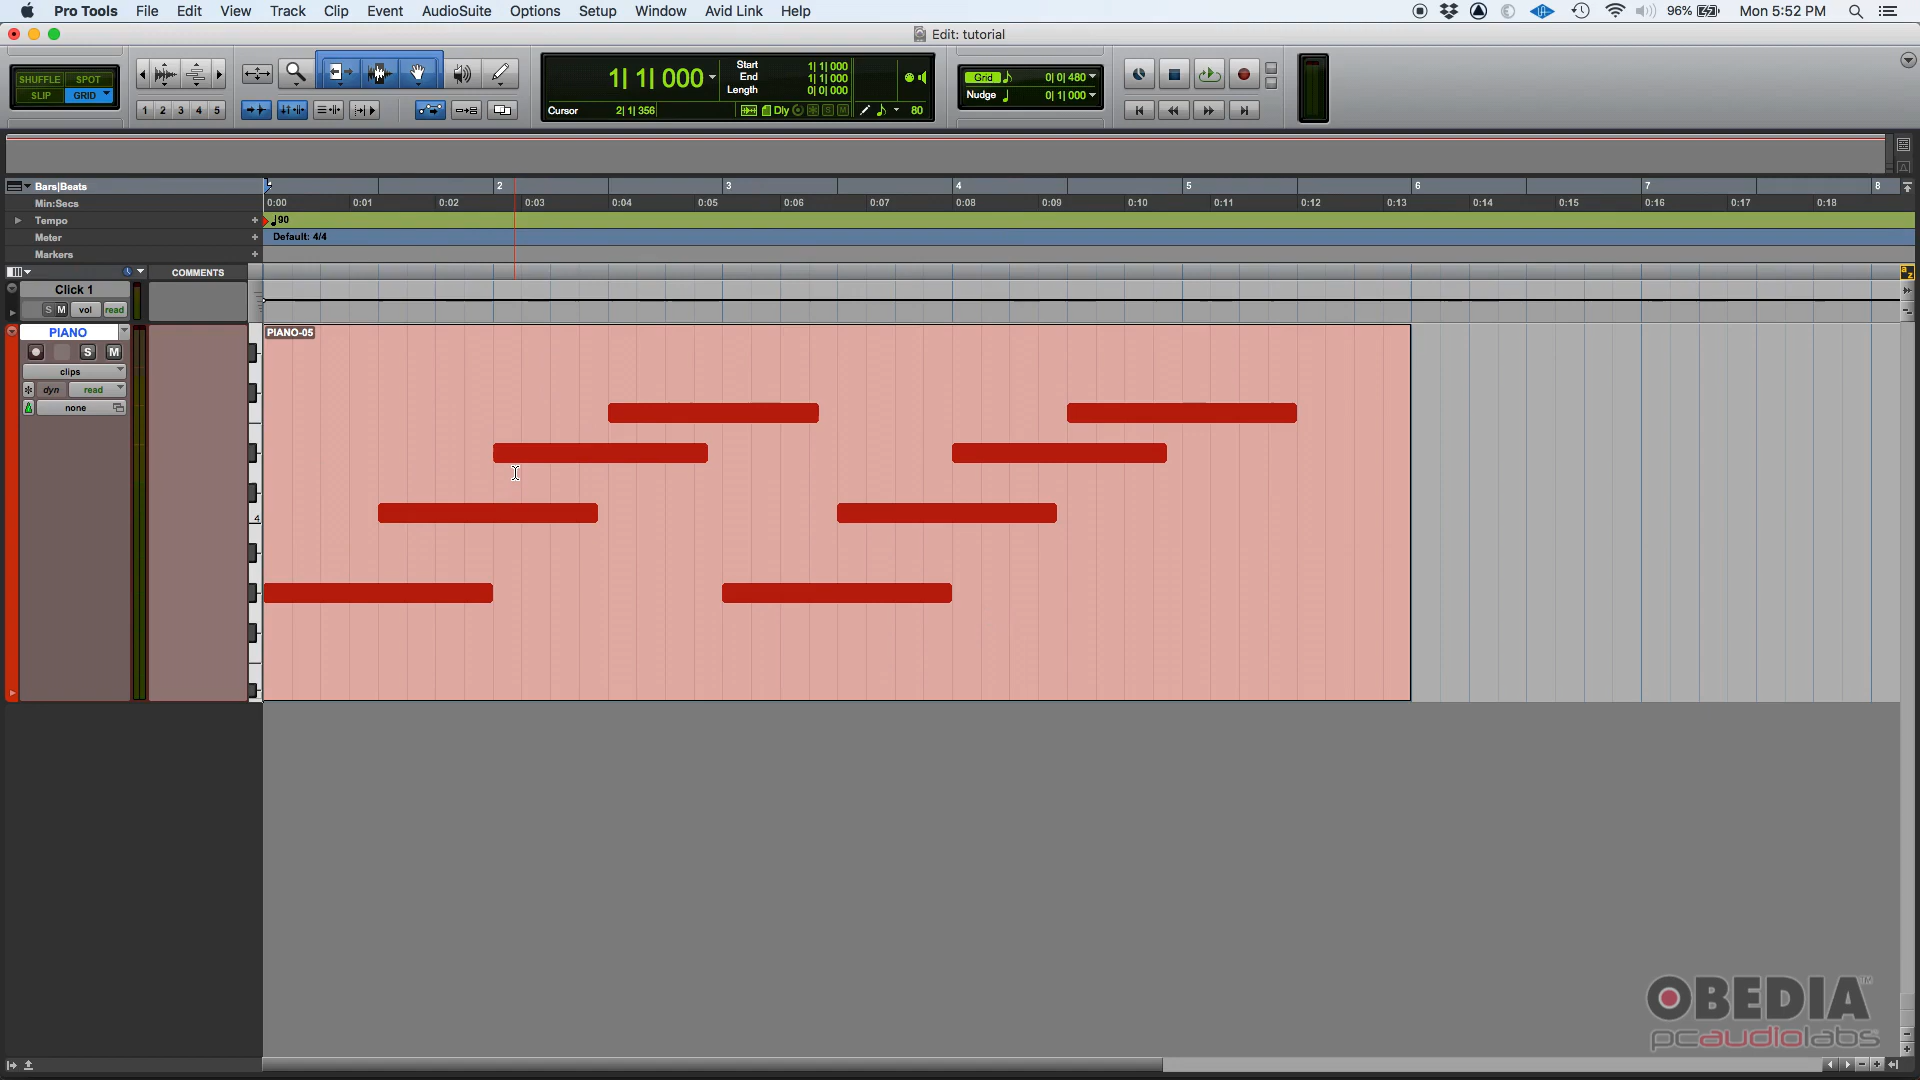 Pro Tools File Edit View Track Clip Event AudioSuite Options Setup Window Avid Link Help 96% Mon 5:52 PM
Edit: tutorial
SHUFFLE SPOT
SLIP GRID
1 2 3 4 5
1| 1| 000
Start 1| 1| 000
End 1| 1| 000
Length 0| 0| 000
Cursor 2| 1| 356 Dly S M 80
Grid 0| 0| 480
Nudge 0| 1| 000
Bars|Beats 2 3 4 5 6 7 8
Min:Secs 0:00 0:01 0:02 0:03 0:04 0:05 0:06 0:07 0:08 0:09 0:10 0:11 0:12 0:13 0:14 0:15 0:16 0:17 0:18
Tempo + 90
Meter + Default: 4/4
Markers +
COMMENTS
a z
Click 1
S M vol read
PIANO PIANO-05
S M
clips
dyn read
none
4
OBEDIA™
pcaudiolabs